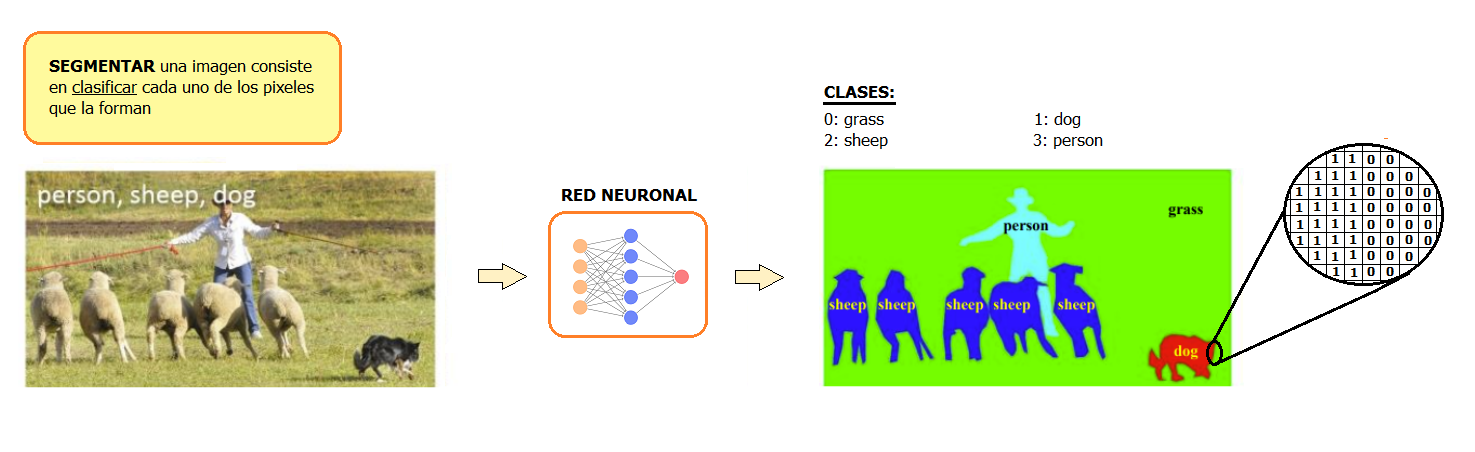 SEGMENTAR una imagen consiste
en clasificar cada uno de los pixeles
que la forman
CLASES:
0: grass
1: dog
2: sheep
3: person
person, sheep, dog
RED NEURONAL
grass
person
sheep
sheep
sheep
sheep
sheep
dog
1 1 0 0
1 1 1 0 0 0
1 1 1 1 0 0 0 0
1 1 1 1 0 0 0 0
1 1 1 1 0 0 0 0
1 1 1 1 0 0 0 0
1 1 1 0 0 0
1 1 0 0